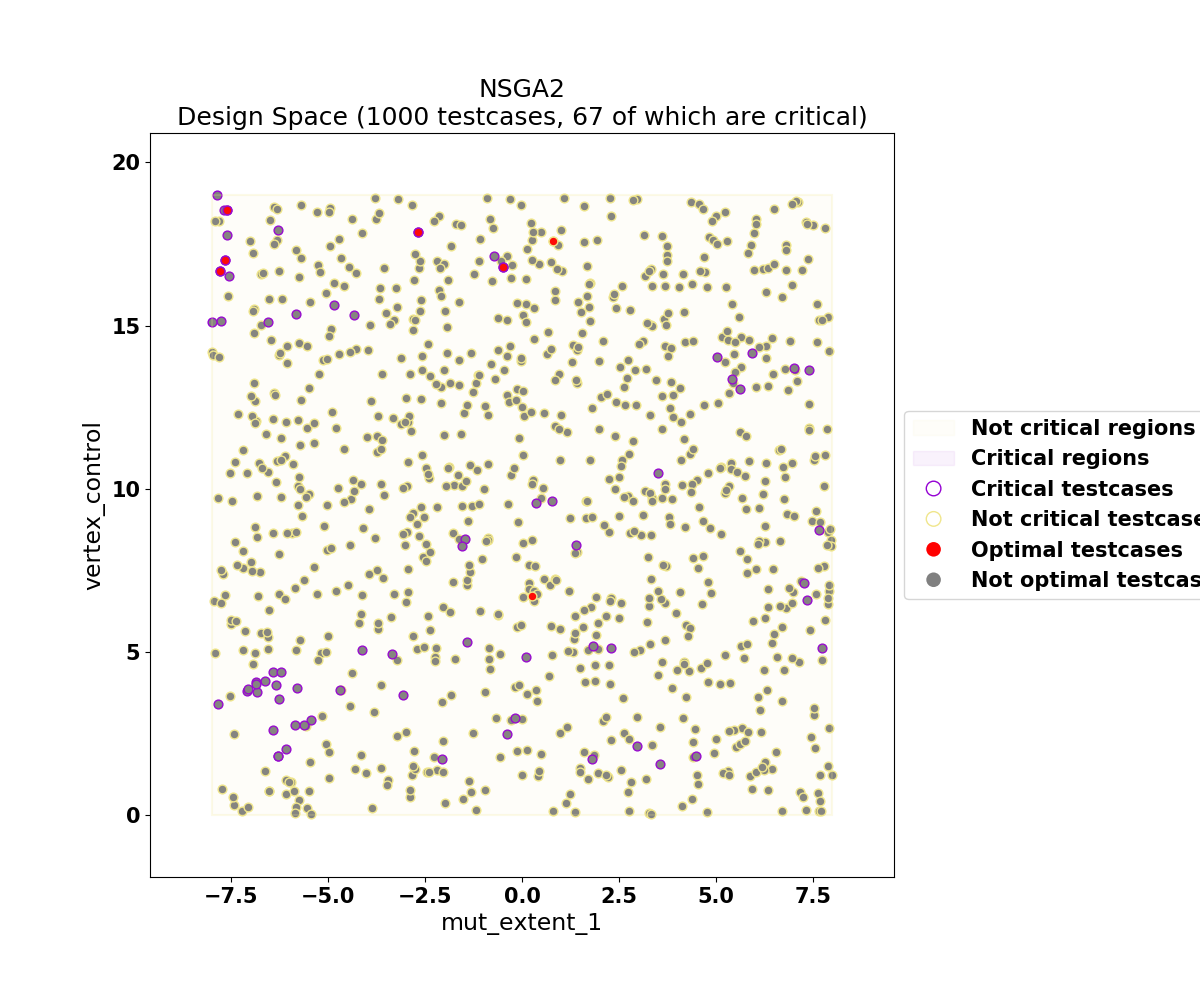 NSGA2
Design Space (1000 testcases, 67 of which are critical)
20
15
10
5
0
vertex_control
−7.5 −5.0 −2.5 0.0 2.5 5.0 7.5
mut_extent_1
Not critical regions
Critical regions
Critical testcases
Not critical testcase
Optimal testcases
Not optimal testcas